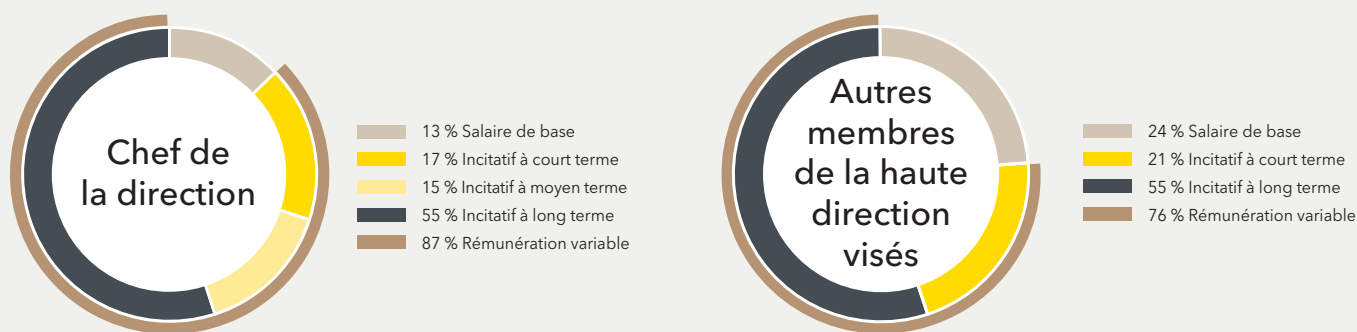 Chef de
la direction
13 % Salaire de base
17 % Incitatif à court terme
15 % Incitatif à moyen terme
55 % Incitatif à long terme
87 % Rémunération variable
Autres
membres
de la haute
direction
visés
24 % Salaire de base
21 % Incitatif à court terme
55 % Incitatif à long terme
76 % Rémunération variable